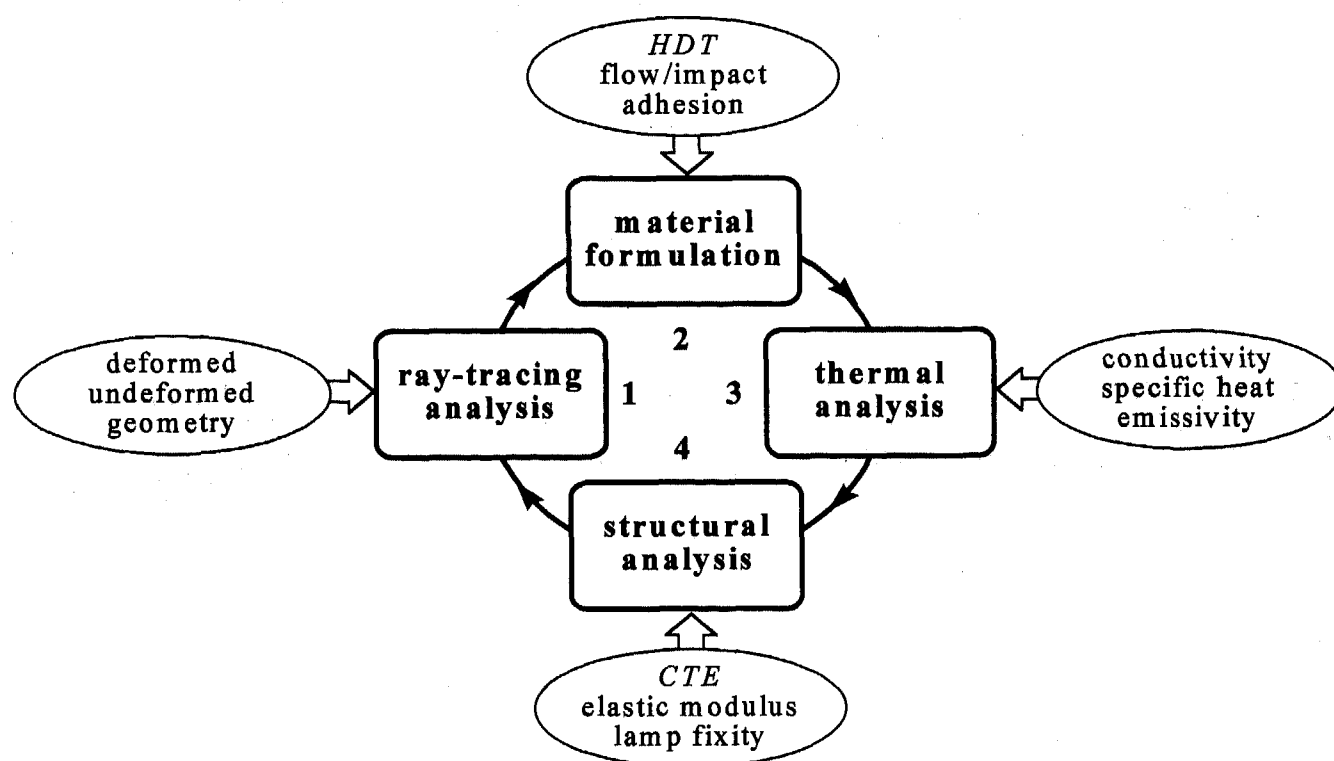 HDT
flow/impact
adhesion
material
formulation
2
deformed
undeformed
geometry
ray-tracing
analysis
1
3
thermal
analysis
conductivity
specific heat
emissivity
4
structural
analysis
CTE
elastic modulus
lamp fixity